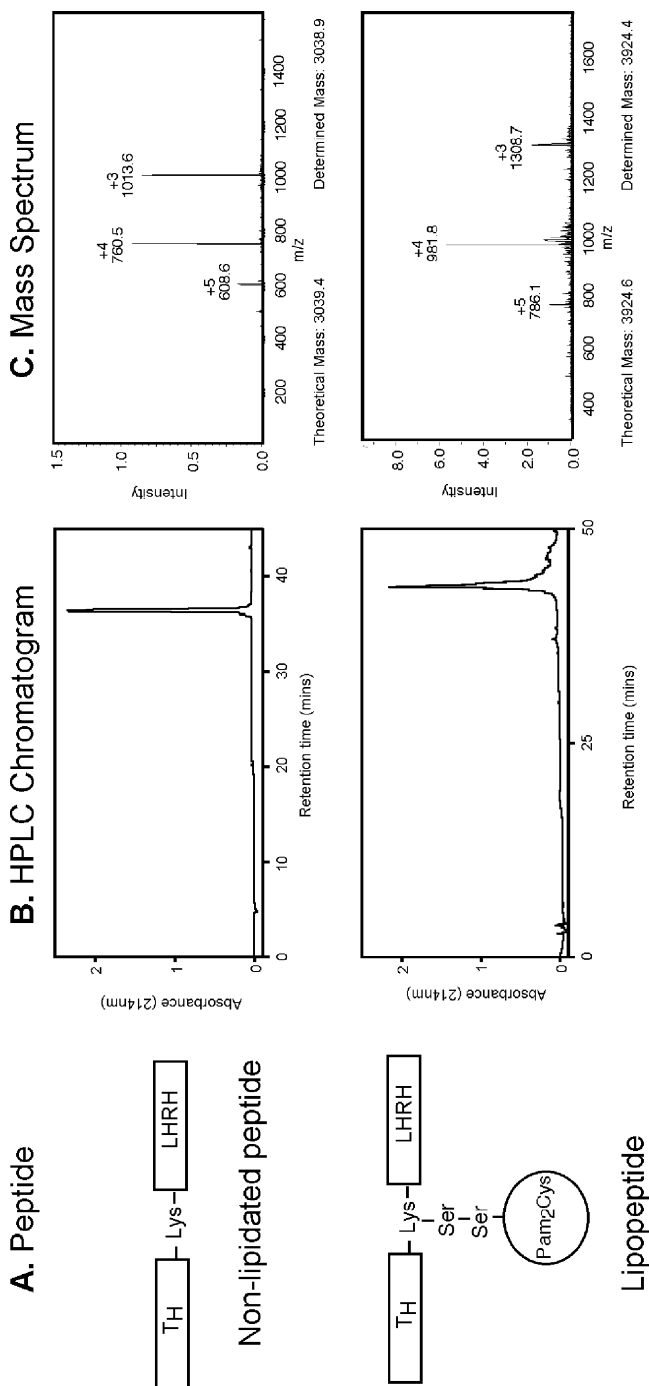 A. Peptide
B. HPLC Chromatogram
C. Mass Spectrum
TH
Lys
LHRH
Non-lipidated peptide
Absorbance (214nm)
2
1
0
0
10
20
30
40
Retention time (mins)
Intensity
1.5
1.0
0.5
0.0
+5
608.6
+4
760.5
+3
1013.6
200
400
600
800
1000
1200
1400
m/z
Theoretical Mass: 3039.4
Determined Mass: 3038.9
TH
Lys
LHRH
Ser
Ser
Pam2Cys
Lipopeptide
Absorbance (214nm)
2
1
0
0
25
50
Retention time (mins)
Intensity
8.0
6.0
4.0
2.0
0.0
+5
786.1
+4
981.8
+3
1308.7
400
600
800
1000
1200
1400
1600
m/z
Theoretical Mass: 3924.6
Determined Mass: 3924.4